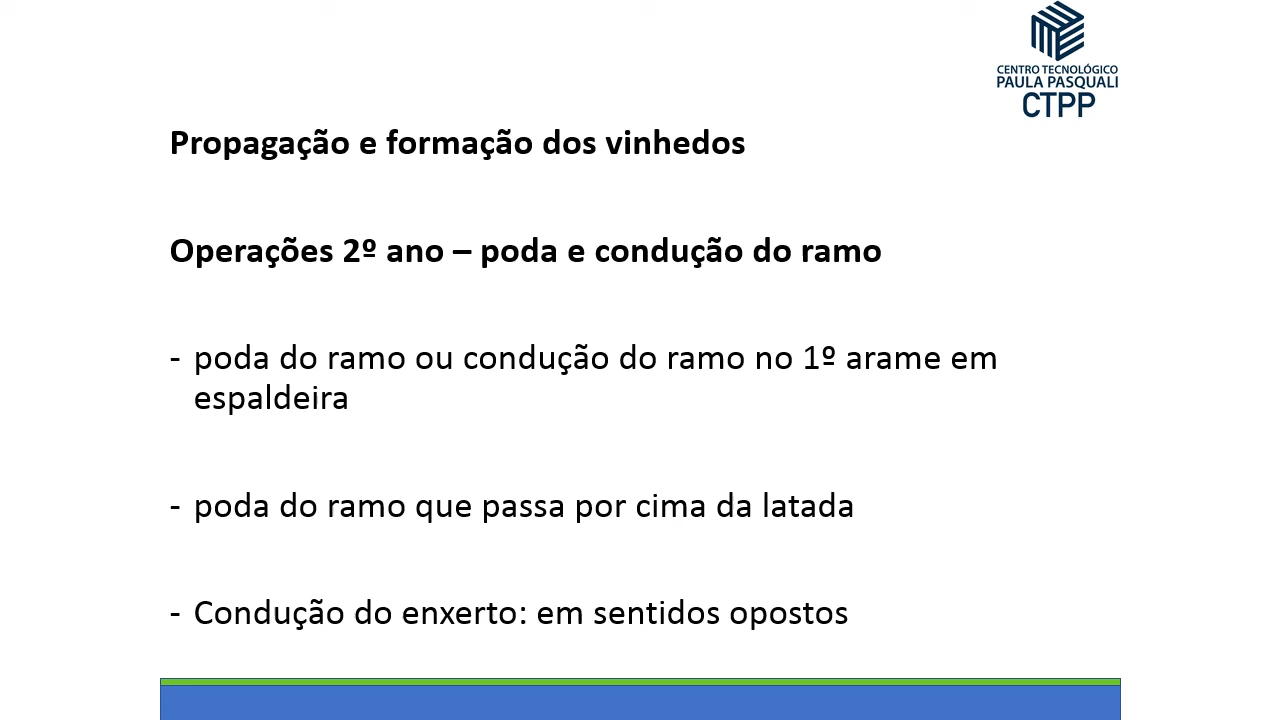 CENTRO TECNOLÓGICO
PAULA PASQUALI
CTPP
Propagação e formação dos vinhedos
Operações 2º ano – poda e condução do ramo
- poda do ramo ou condução do ramo no 1º arame em
espaldeira
- poda do ramo que passa por cima da latada
- Condução do enxerto: em sentidos opostos